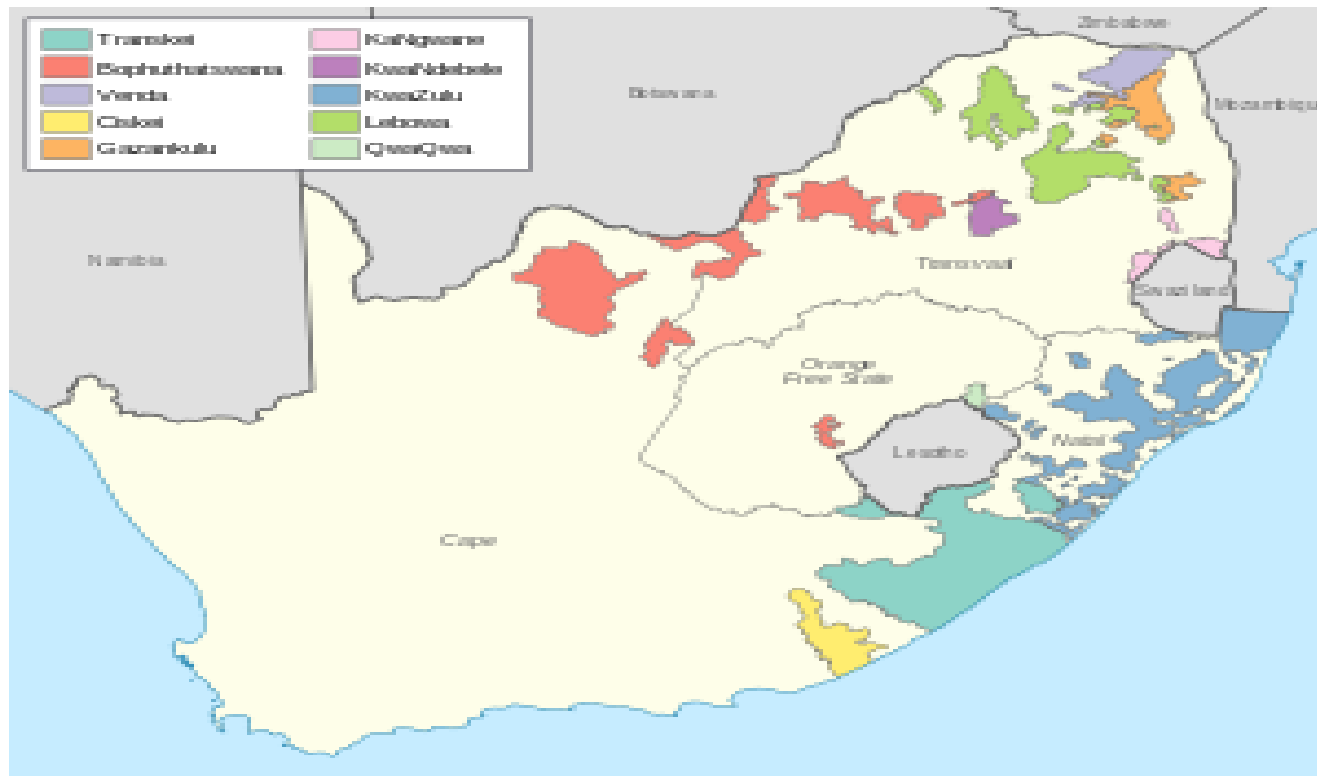 Transkei
Bophuthatswana
Venda
Ciskei
Gazankulu
KaNgwane
KwaNdebele
KwaZulu
Lebowa
QwaQwa
Zimbabwe
Botswana
Mozambiqu
Namibia
Transvaal
Swaziland
Orange
Free State
Natal
Lesotho
Cape